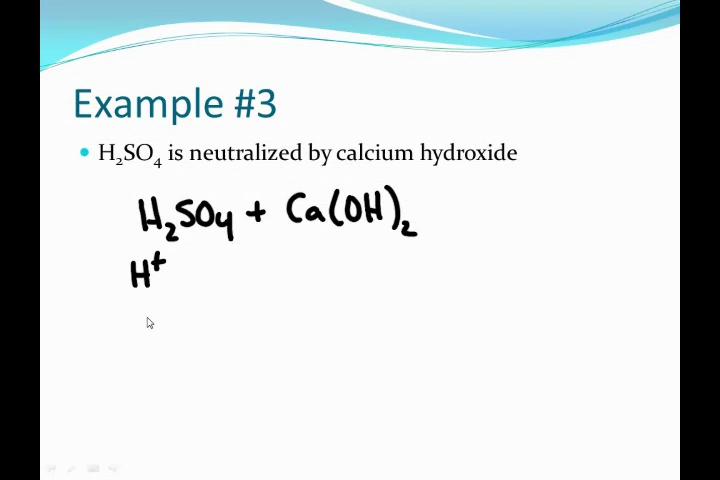 Example #3
• H₂SO₄ is neutralized by calcium hydroxide
H₂SO₄ + Ca(OH)₂
H⁺